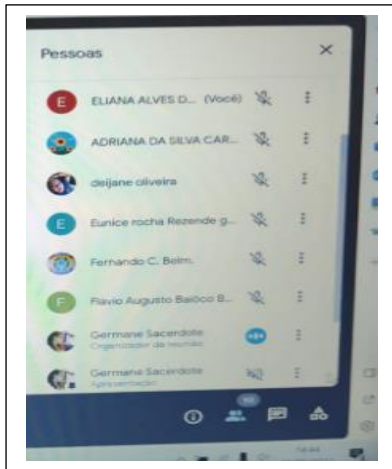 Pessoas
ELIANA ALVES D... (Você)
ADRIANA DA SILVA CAR...
deijane oliveira
Eunice rocha Rezende g...
Fernando C. Belm.
Flavio Augusto Baioco B...
Germane Sacerdote
Organizador da reunião
Germane Sacerdote
Apresentação